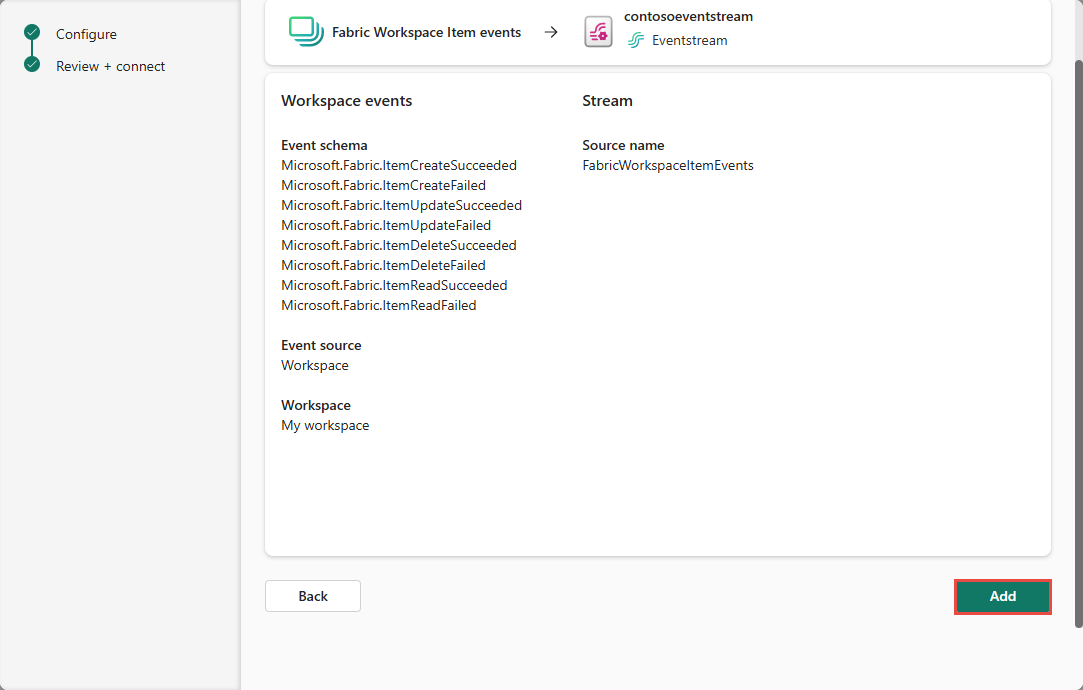 Configure
Review + connect
Fabric Workspace Item events
contosoeventstream
Eventstream
Workspace events
Event schema
Microsoft.Fabric.ItemCreateSucceeded
Microsoft.Fabric.ItemCreateFailed
Microsoft.Fabric.ItemUpdateSucceeded
Microsoft.Fabric.ItemUpdateFailed
Microsoft.Fabric.ItemDeleteSucceeded
Microsoft.Fabric.ItemDeleteFailed
Microsoft.Fabric.ItemReadSucceeded
Microsoft.Fabric.ItemReadFailed
Event source
Workspace
Workspace
My workspace
Stream
Source name
FabricWorkspaceItemEvents
Back
Add